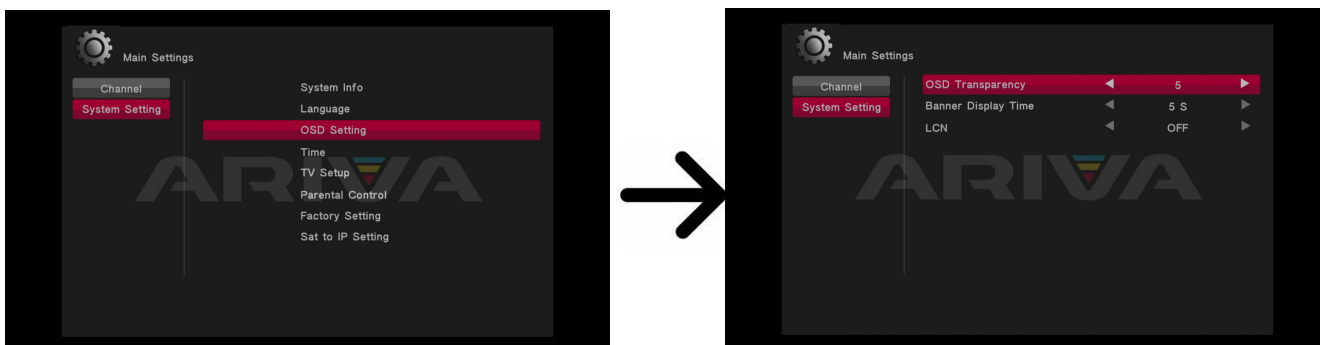 Main Settings
Channel
System Setting
System Info
Language
OSD Setting
Time
TV Setup
Parental Control
Factory Setting
Sat to IP Setting
ARIVA
Main Settings
Channel
System Setting
OSD Transparency 5
Banner Display Time 5 S
LCN OFF
ARIVA